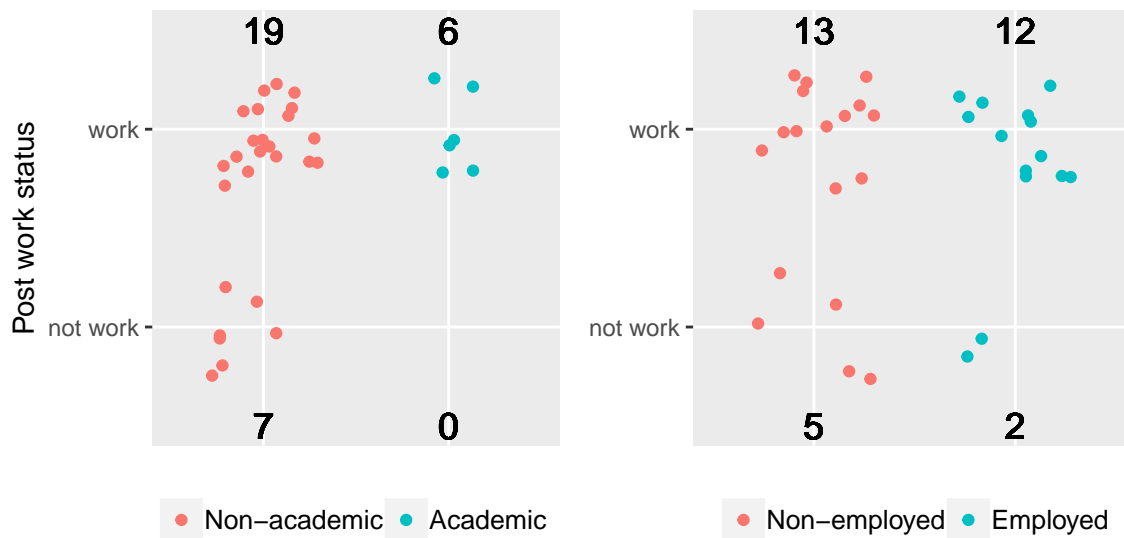 Post work status
19 6
work
not work
7 0
Non−academic Academic
13 12
work
not work
5 2
Non−employed Employed